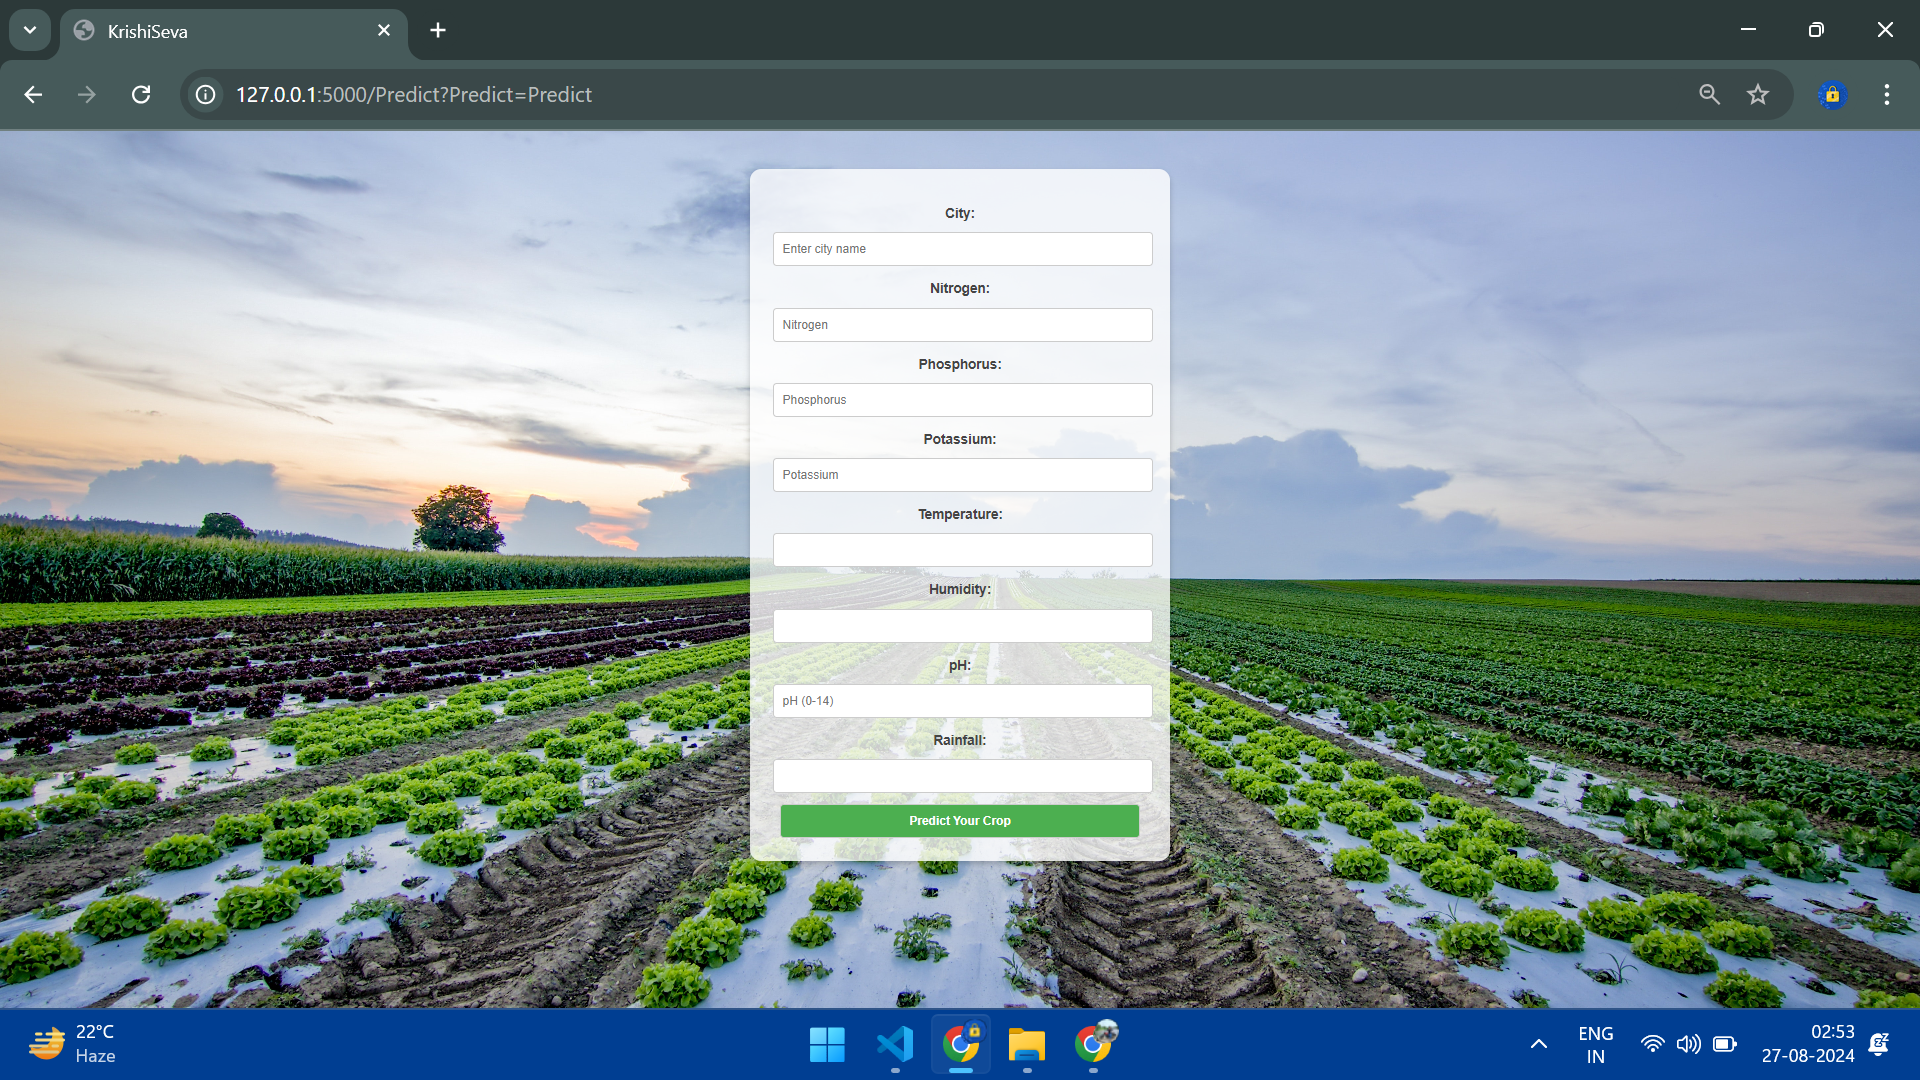 KrishiSeva
127.0.0.1:5000/Predict?Predict=Predict
City:
Enter city name
Nitrogen:
Nitrogen
Phosphorus:
Phosphorus
Potassium:
Potassium
Temperature:
Humidity:
pH:
pH (0-14)
Rainfall:
Predict Your Crop
22°C
Haze
ENG
IN
02:53
27-08-2024